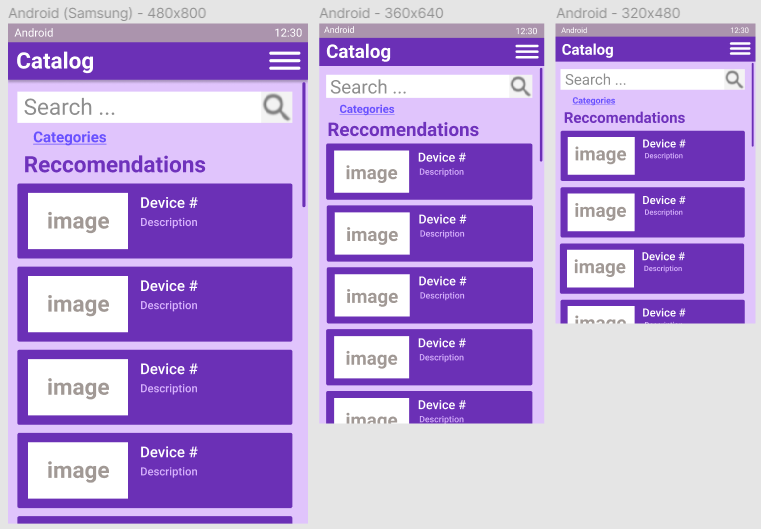 Android (Samsung) - 480x800
Android 12:30
Catalog
Search ...
Categories
Reccomendations
image
Device #
Description
image
Device #
Description
image
Device #
Description
image
Device #
Description
Android - 360x640
Android 12:30
Catalog
Search ...
Categories
Reccomendations
image
Device #
Description
image
Device #
Description
image
Device #
Description
image
Device #
Description
image
Device #
Description
Android - 320x480
Android 12:30
Catalog
Search ...
Categories
Reccomendations
image
Device #
Description
image
Device #
Description
image
Device #
Description
image
Device #
Description